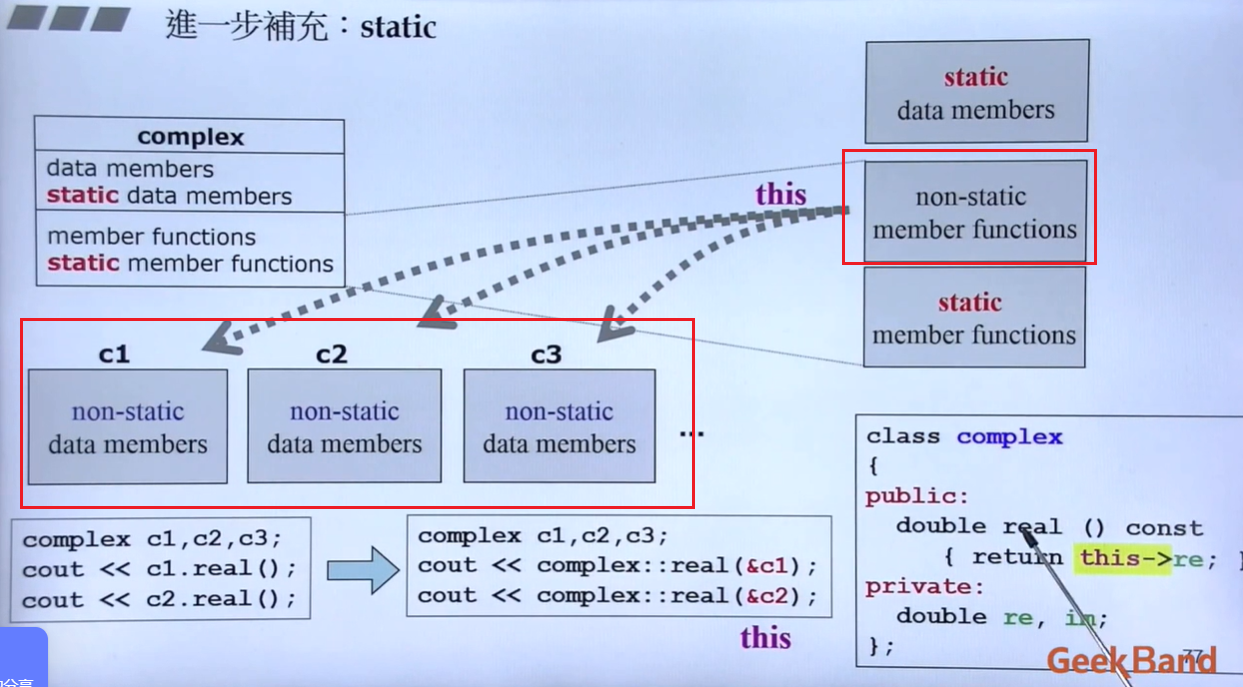 進一步補充：static
static
data members
complex
data members
static data members
member functions
static member functions
this
non-static
member functions
static
member functions
c1
c2
c3
non-static
data members
non-static
data members
non-static
data members
...
complex c1,c2,c3;
cout << c1.real();
cout << c2.real();
complex c1,c2,c3;
cout << complex::real(&c1);
cout << complex::real(&c2);
this
class complex
{
public:
double real () const
{ return this->re; }
private:
double re, im;
};
77
GeekBand
分享